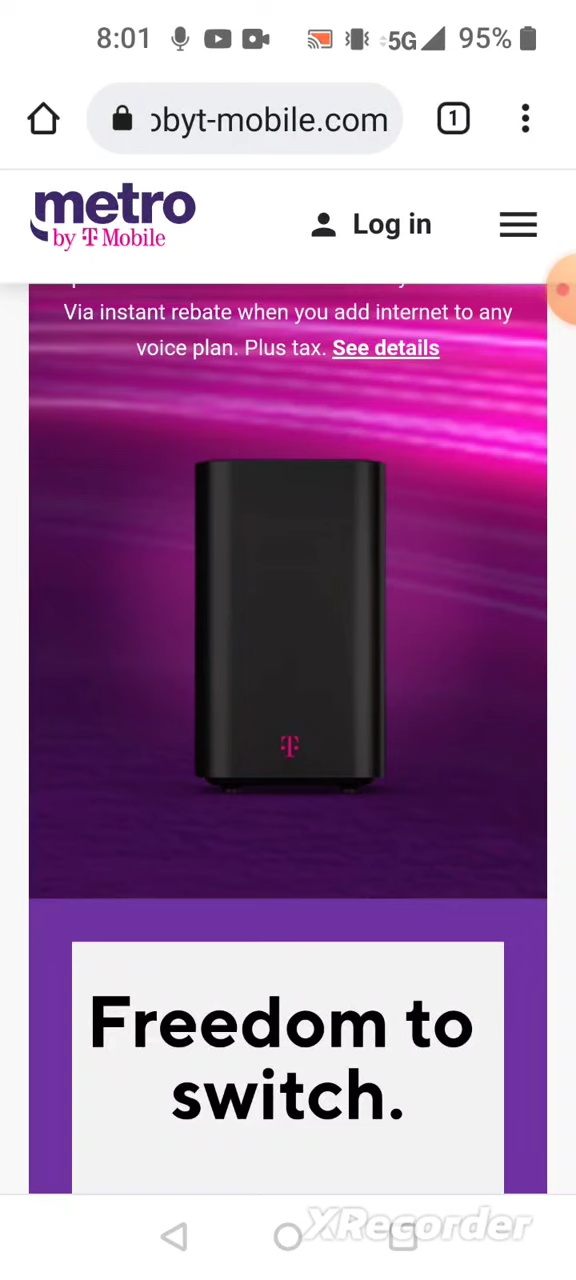 8:01 5G 95%
obyt-mobile.com 1
metro
by T Mobile
Log in
Via instant rebate when you add internet to any
voice plan. Plus tax. See details
T
Freedom to
switch.
XRecorder